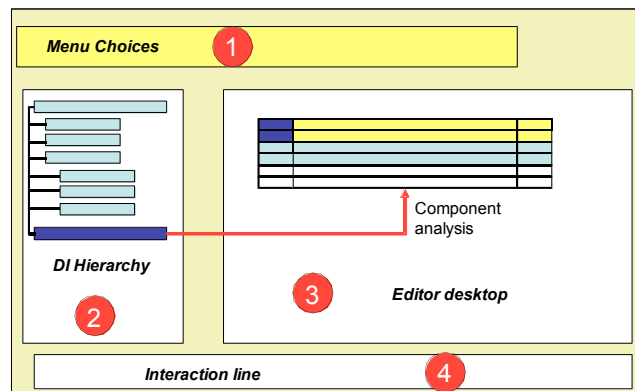 Menu Choices 1
Component
analysis
DI Hierarchy
2
3 Editor desktop
Interaction line 4